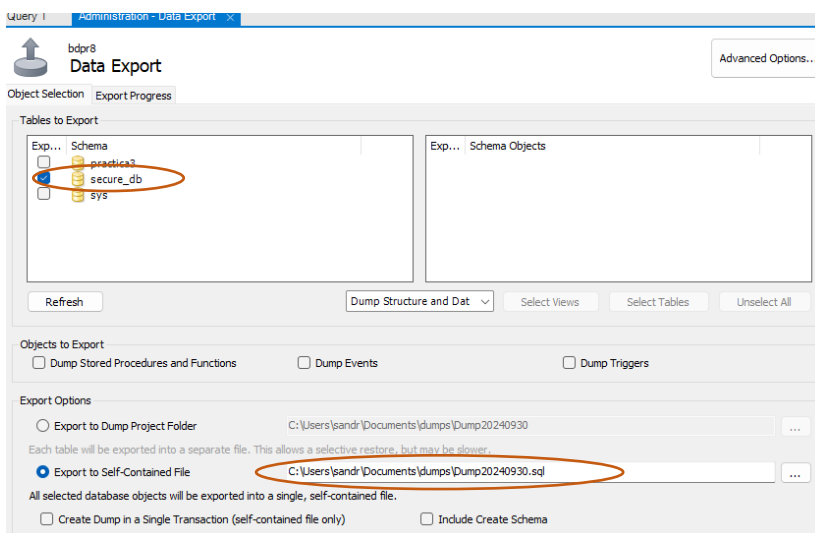 Query 1 Administration - Data Export ×
bdpr8
Data Export
Advanced Options..
Object Selection Export Progress
Tables to Export
Exp... Schema
practica3
secure_db
sys
Exp... Schema Objects
Refresh Dump Structure and Dat Select Views Select Tables Unselect All
Objects to Export
Dump Stored Procedures and Functions Dump Events Dump Triggers
Export Options
Export to Dump Project Folder C:\Users\sandr\Documents\dumps\Dump20240930 ...
Each table will be exported into a separate file. This allows a selective restore, but may be slower.
Export to Self-Contained File C:\Users\sandr\Documents\dumps\Dump20240930.sql ...
All selected database objects will be exported into a single, self-contained file.
Create Dump in a Single Transaction (self-contained file only) Include Create Schema